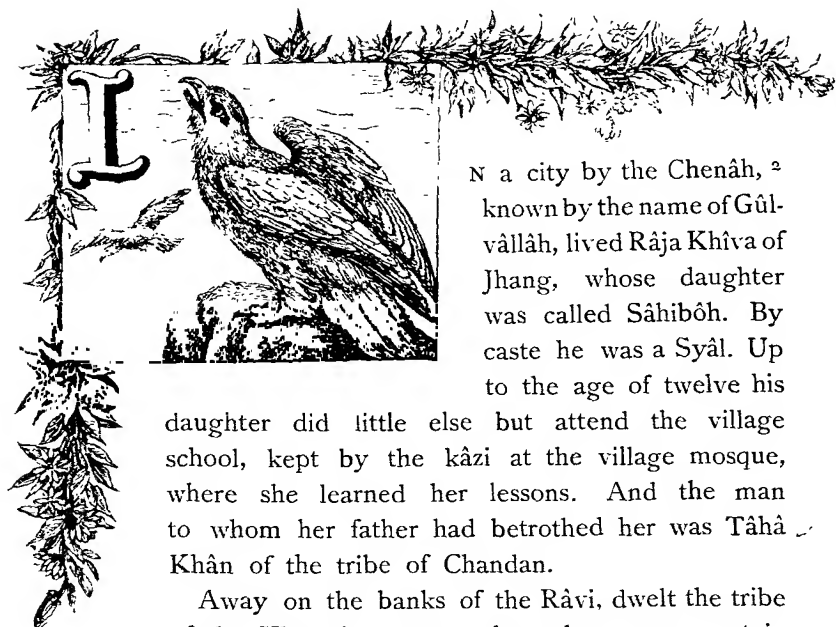 IN a city by the Chenâh, ²
known by the name of Gûl-
vâllâh, lived Râja Khîva of
Jhang, whose daughter
was called Sâhibôh. By
caste he was a Syâl. Up
to the age of twelve his
daughter did little else but attend the village
school, kept by the kâzi at the village mosque,
where she learned her lessons. And the man
to whom her father had betrothed her was Tâhâ
Khân of the tribe of Chandan.
Away on the banks of the Râvi, dwelt the tribe